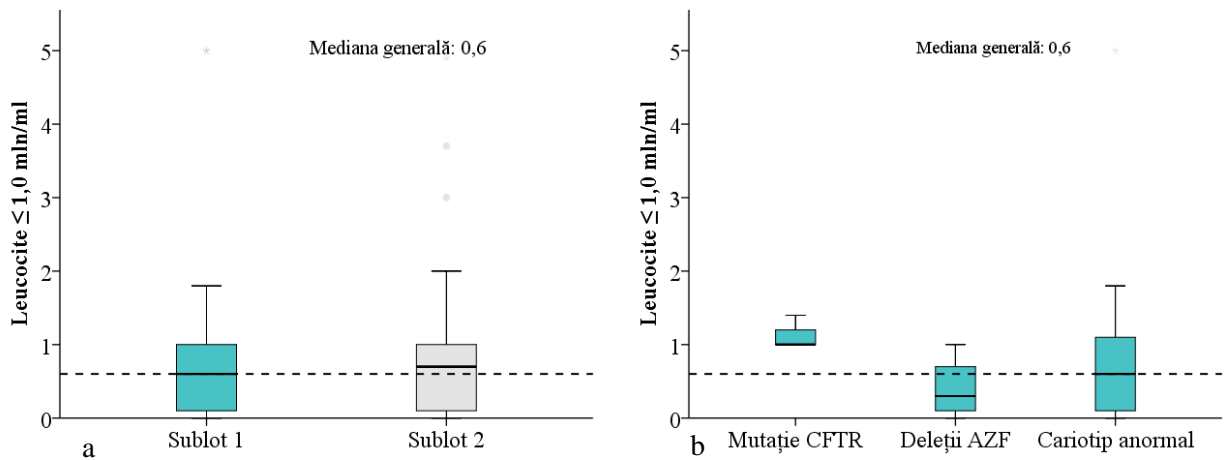 Leucocite ≤ 1,0 mln/ml
Mediana generală: 0,6
5
4
3
2
1
0
Sublot 1
Sublot 2
a
Leucocite ≤ 1,0 mln/ml
Mediana generală: 0,6
5
4
3
2
1
0
Mutație CFTR
Deleții AZF
Cariotip anormal
b